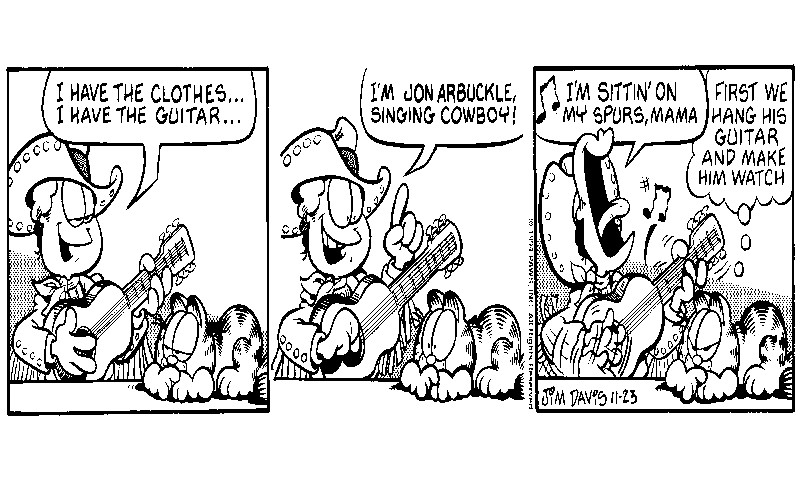 I HAVE THE CLOTHES...
I HAVE THE GUITAR...
I'M JON ARBUCKLE,
SINGING COWBOY!
I'M SITTIN' ON
MY SPURS, MAMA
FIRST WE
HANG HIS
GUITAR
AND MAKE
HIM WATCH
JIM DAVIS 11-23